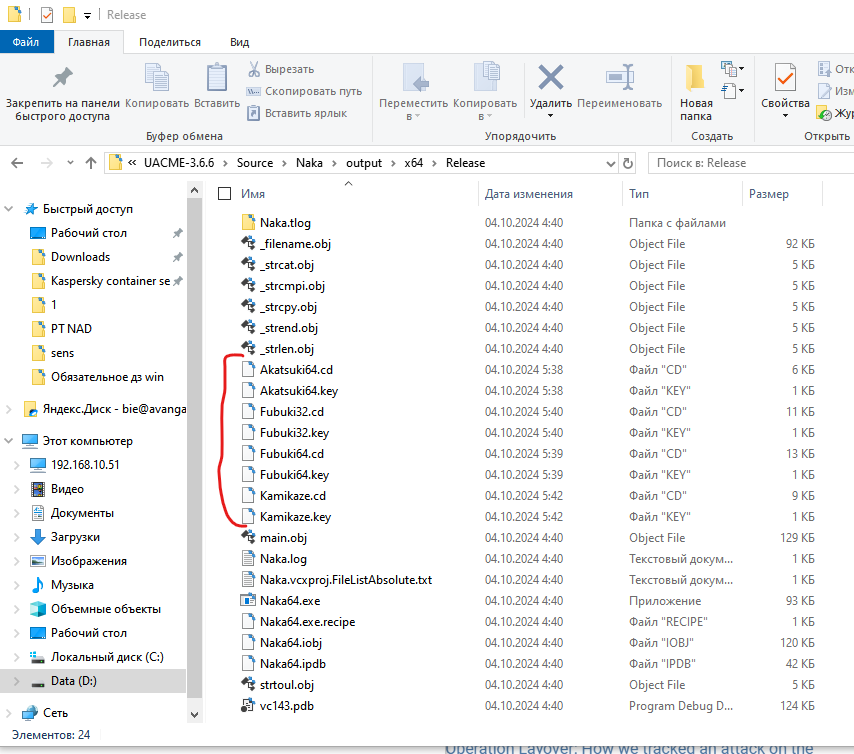 Release
Файл Главная Поделиться Вид
Закрепить на панели быстрого доступа
Копировать
Вставить
Вырезать
Скопировать путь
Вставить ярлык
Буфер обмена
Переместить в
Копировать в
Удалить
Переименовать
Упорядочить
Новая папка
Создать
Свойства
Открыть
« UACME-3.6.6 > Source > Naka > output > x64 > Release
Поиск в: Release
Быстрый доступ
Рабочий стол
Downloads
Kaspersky container se
1
PT NAD
sens
Обязательное дз win
Яндекс.Диск - bie@avanga
Этот компьютер
192.168.10.51
Видео
Документы
Загрузки
Изображения
Музыка
Объемные объекты
Рабочий стол
Локальный диск (C:)
Data (D:)
Сеть
Имя Дата изменения Тип Размер
Naka.tlog 04.10.2024 4:40 Папка с файлами
_filename.obj 04.10.2024 4:40 Object File 92 КБ
_strcat.obj 04.10.2024 4:40 Object File 5 КБ
_strcmpi.obj 04.10.2024 4:40 Object File 5 КБ
_strcpy.obj 04.10.2024 4:40 Object File 5 КБ
_strend.obj 04.10.2024 4:40 Object File 5 КБ
_strlen.obj 04.10.2024 4:40 Object File 5 КБ
Akatsuki64.cd 04.10.2024 5:38 Файл "CD" 6 КБ
Akatsuki64.key 04.10.2024 5:38 Файл "KEY" 1 КБ
Fubuki32.cd 04.10.2024 5:40 Файл "CD" 11 КБ
Fubuki32.key 04.10.2024 5:40 Файл "KEY" 1 КБ
Fubuki64.cd 04.10.2024 5:39 Файл "CD" 13 КБ
Fubuki64.key 04.10.2024 5:39 Файл "KEY" 1 КБ
Kamikaze.cd 04.10.2024 5:42 Файл "CD" 9 КБ
Kamikaze.key 04.10.2024 5:42 Файл "KEY" 1 КБ
main.obj 04.10.2024 4:40 Object File 129 КБ
Naka.log 04.10.2024 4:40 Текстовый докум... 1 КБ
Naka.vcxproj.FileListAbsolute.txt 04.10.2024 4:40 Текстовый докум... 1 КБ
Naka64.exe 04.10.2024 4:40 Приложение 93 КБ
Naka64.exe.recipe 04.10.2024 4:40 Файл "RECIPE" 1 КБ
Naka64.iobj 04.10.2024 4:40 Файл "IOBJ" 120 КБ
Naka64.ipdb 04.10.2024 4:40 Файл "IPDB" 42 КБ
strtoul.obj 04.10.2024 4:40 Object File 5 КБ
vc143.pdb 04.10.2024 4:40 Program Debug D... 124 КБ
Элементов: 24
Operation Layover: How we tracked an attack on the